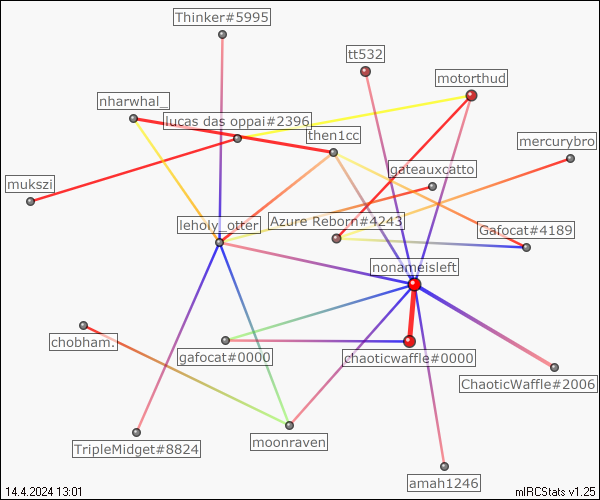 Thinker#5995
tt532
motorthud
nharwhal_
lucas das oppai#2396
then1cc
mercurybro
gateauxcatto
mukszi
leholy_otter
Azure Reborn#4243
Gafocat#4189
nonameisleft
chobham.
gafocat#0000
chaoticwaffle#0000
ChaoticWaffle#2006
TripleMidget#8824
moonraven
amah1246
14.4.2024 13:01
mIRCStats v1.25